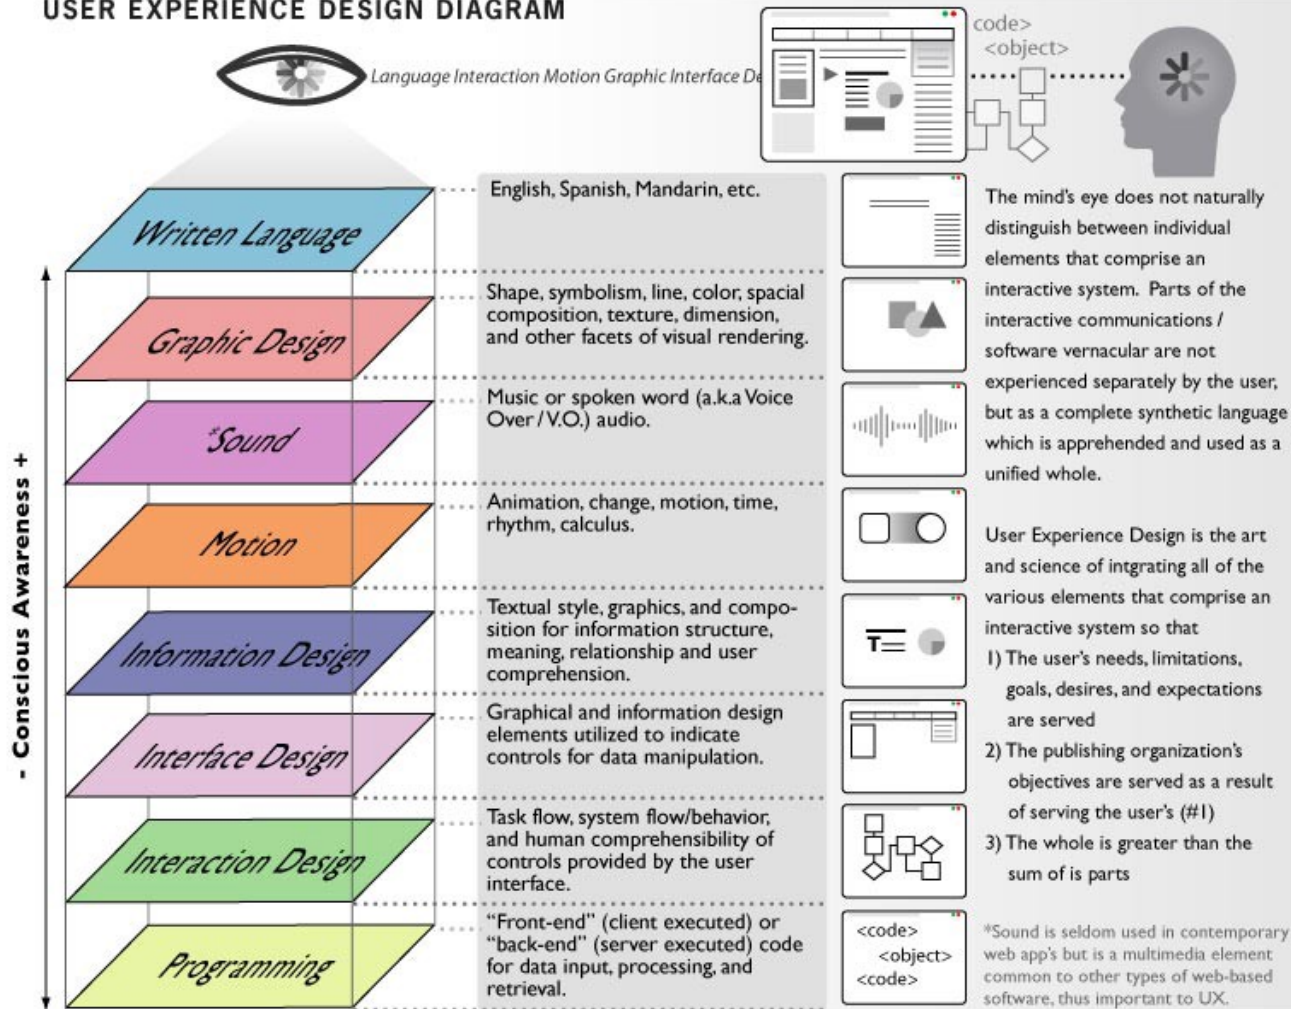 USER EXPERIENCE DESIGN DIAGRAM
Language Interaction Motion Graphic Interface De
code>
<object>
- Conscious Awareness +
Written Language
English, Spanish, Mandarin, etc.
Graphic Design
Shape, symbolism, line, color, spacial
composition, texture, dimension,
and other facets of visual rendering.
*Sound
Music or spoken word (a.k.a Voice
Over / V.O.) audio.
Motion
Animation, change, motion, time,
rhythm, calculus.
Information Design
Textual style, graphics, and compo-
sition for information structure,
meaning, relationship and user
comprehension.
T
Interface Design
Graphical and information design
elements utilized to indicate
controls for data manipulation.
Interaction Design
Task flow, system flow/behavior,
and human comprehensibility of
controls provided by the user
interface.
Programming
“Front-end” (client executed) or
“back-end” (server executed) code
for data input, processing, and
retrieval.
<code>
<object>
<code>
The mind’s eye does not naturally
distinguish between individual
elements that comprise an
interactive system. Parts of the
interactive communications /
software vernacular are not
experienced separately by the user,
but as a complete synthetic language
which is apprehended and used as a
unified whole.
User Experience Design is the art
and science of intgrating all of the
various elements that comprise an
interactive system so that
1) The user’s needs, limitations,
goals, desires, and expectations
are served
2) The publishing organization’s
objectives are served as a result
of serving the user’s (#1)
3) The whole is greater than the
sum of is parts
*Sound is seldom used in contemporary
web app’s but is a multimedia element
common to other types of web-based
software, thus important to UX.